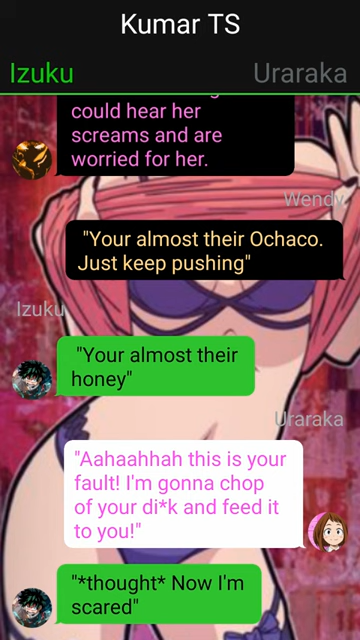 Kumar TS
Izuku
Uraraka
could hear her
screams and are
worried for her.
Wendy
"Your almost their Ochaco.
Just keep pushing"
Izuku
"Your almost their
honey"
Uraraka
"Aahaahhah this is your
fault! I'm gonna chop
of your di*k and feed it
to you!"
"*thought* Now I'm
scared"